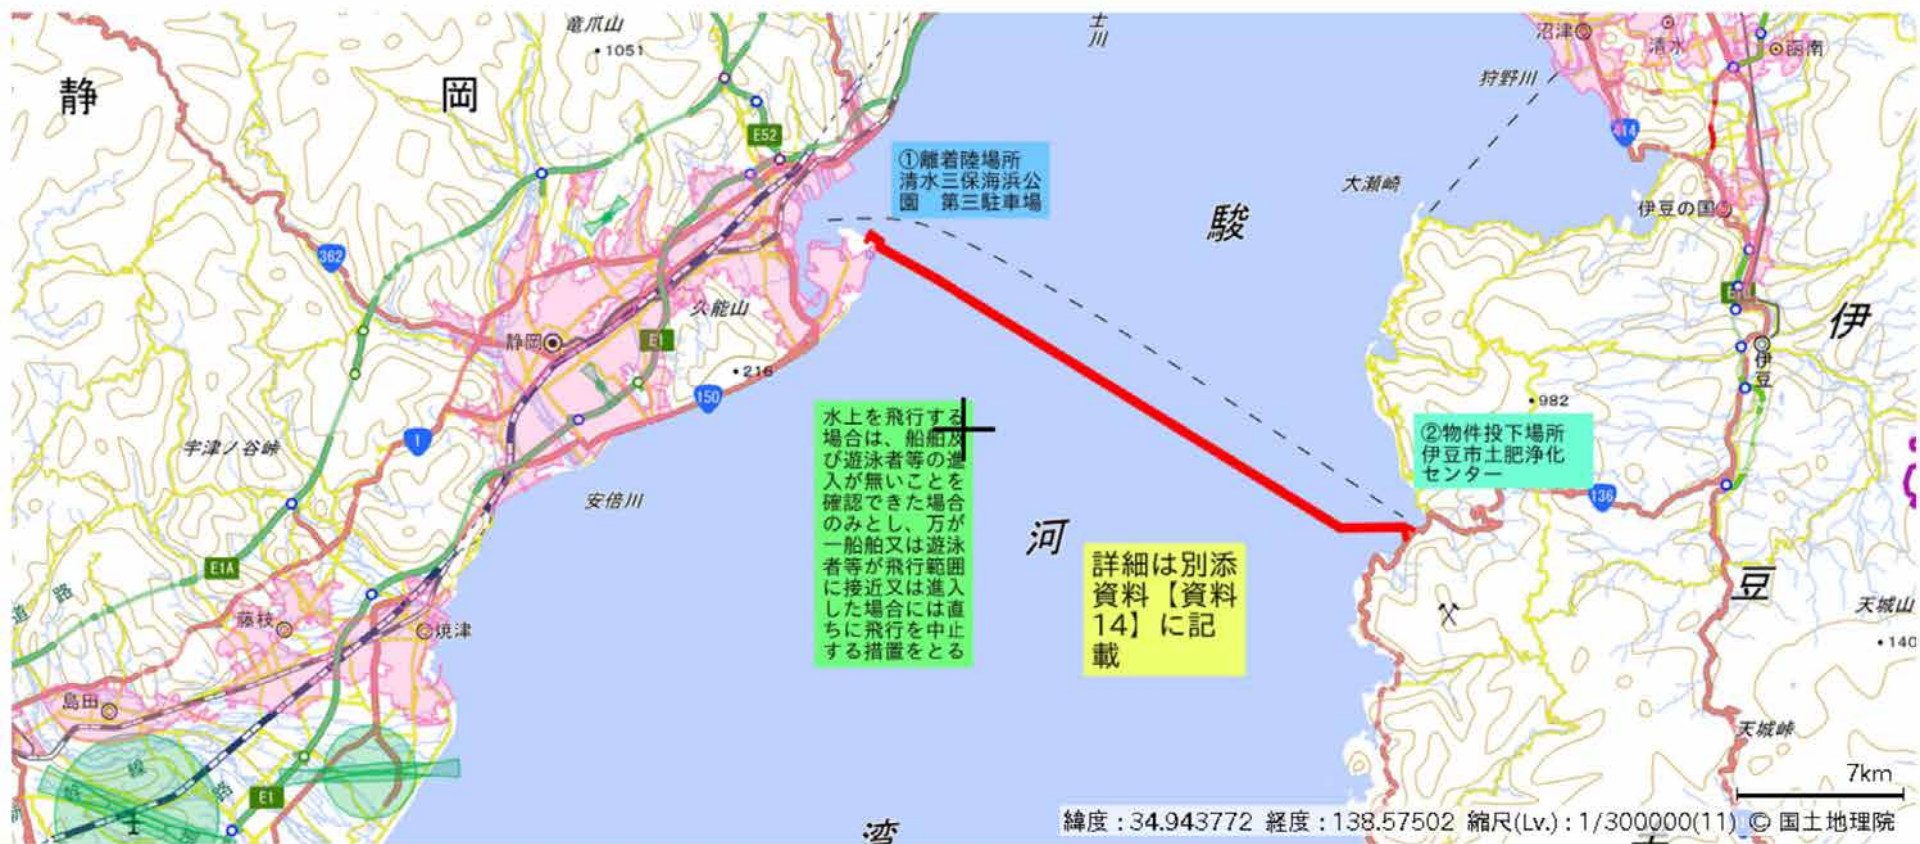 竜爪山
・1051
士
川
沼津
清水
函南
静
岡
狩野川
414
E52
①離着陸場所
清水三保海浜公
園 第三駐車場
大瀬崎
駿
伊豆の国
362
久能山
静岡
E1
・216
150
伊
伊
豆
・982
宇津ノ谷峠
1
水上を飛行する
場合は、船舶及
び遊泳者等の進
入が無いことを
確認できた場合
のみとし、万が
一船舶又は遊泳
者等が飛行範囲
に接近又は進入
した場合には直
ちに飛行を中止
する措置をとる
②物件投下場所
伊豆市土肥浄化
センター
136
安倍川
河
詳細は別添
資料【資料
14】に記
載
E1A
路
道
藤枝
焼津
豆
天城山
・140
島田
天城峠
線
路
E1
7km
湾
緯度：34.943772 経度：138.57502 縮尺(Lv.)：1/300000(11) © 国土地理院